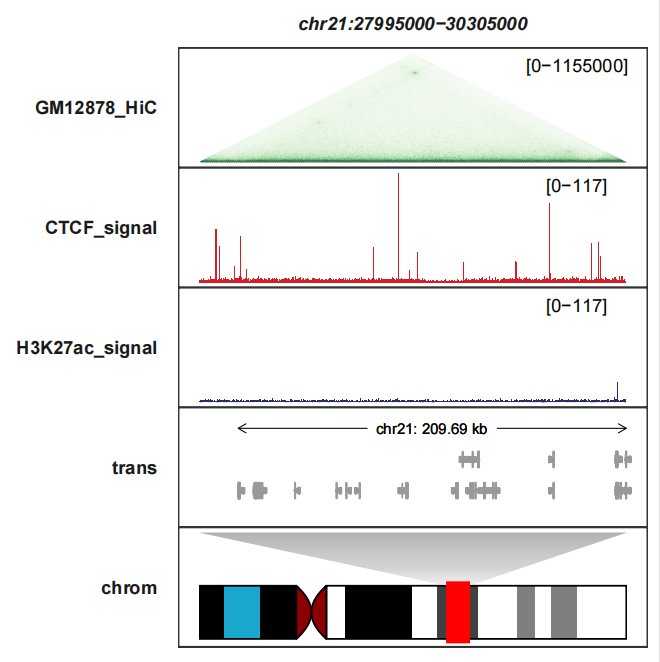 chr21:27995000−30305000
GM12878_HiC
[0−1155000]
CTCF_signal
[0−117]
H3K27ac_signal
[0−117]
trans
chr21: 209.69 kb
chrom